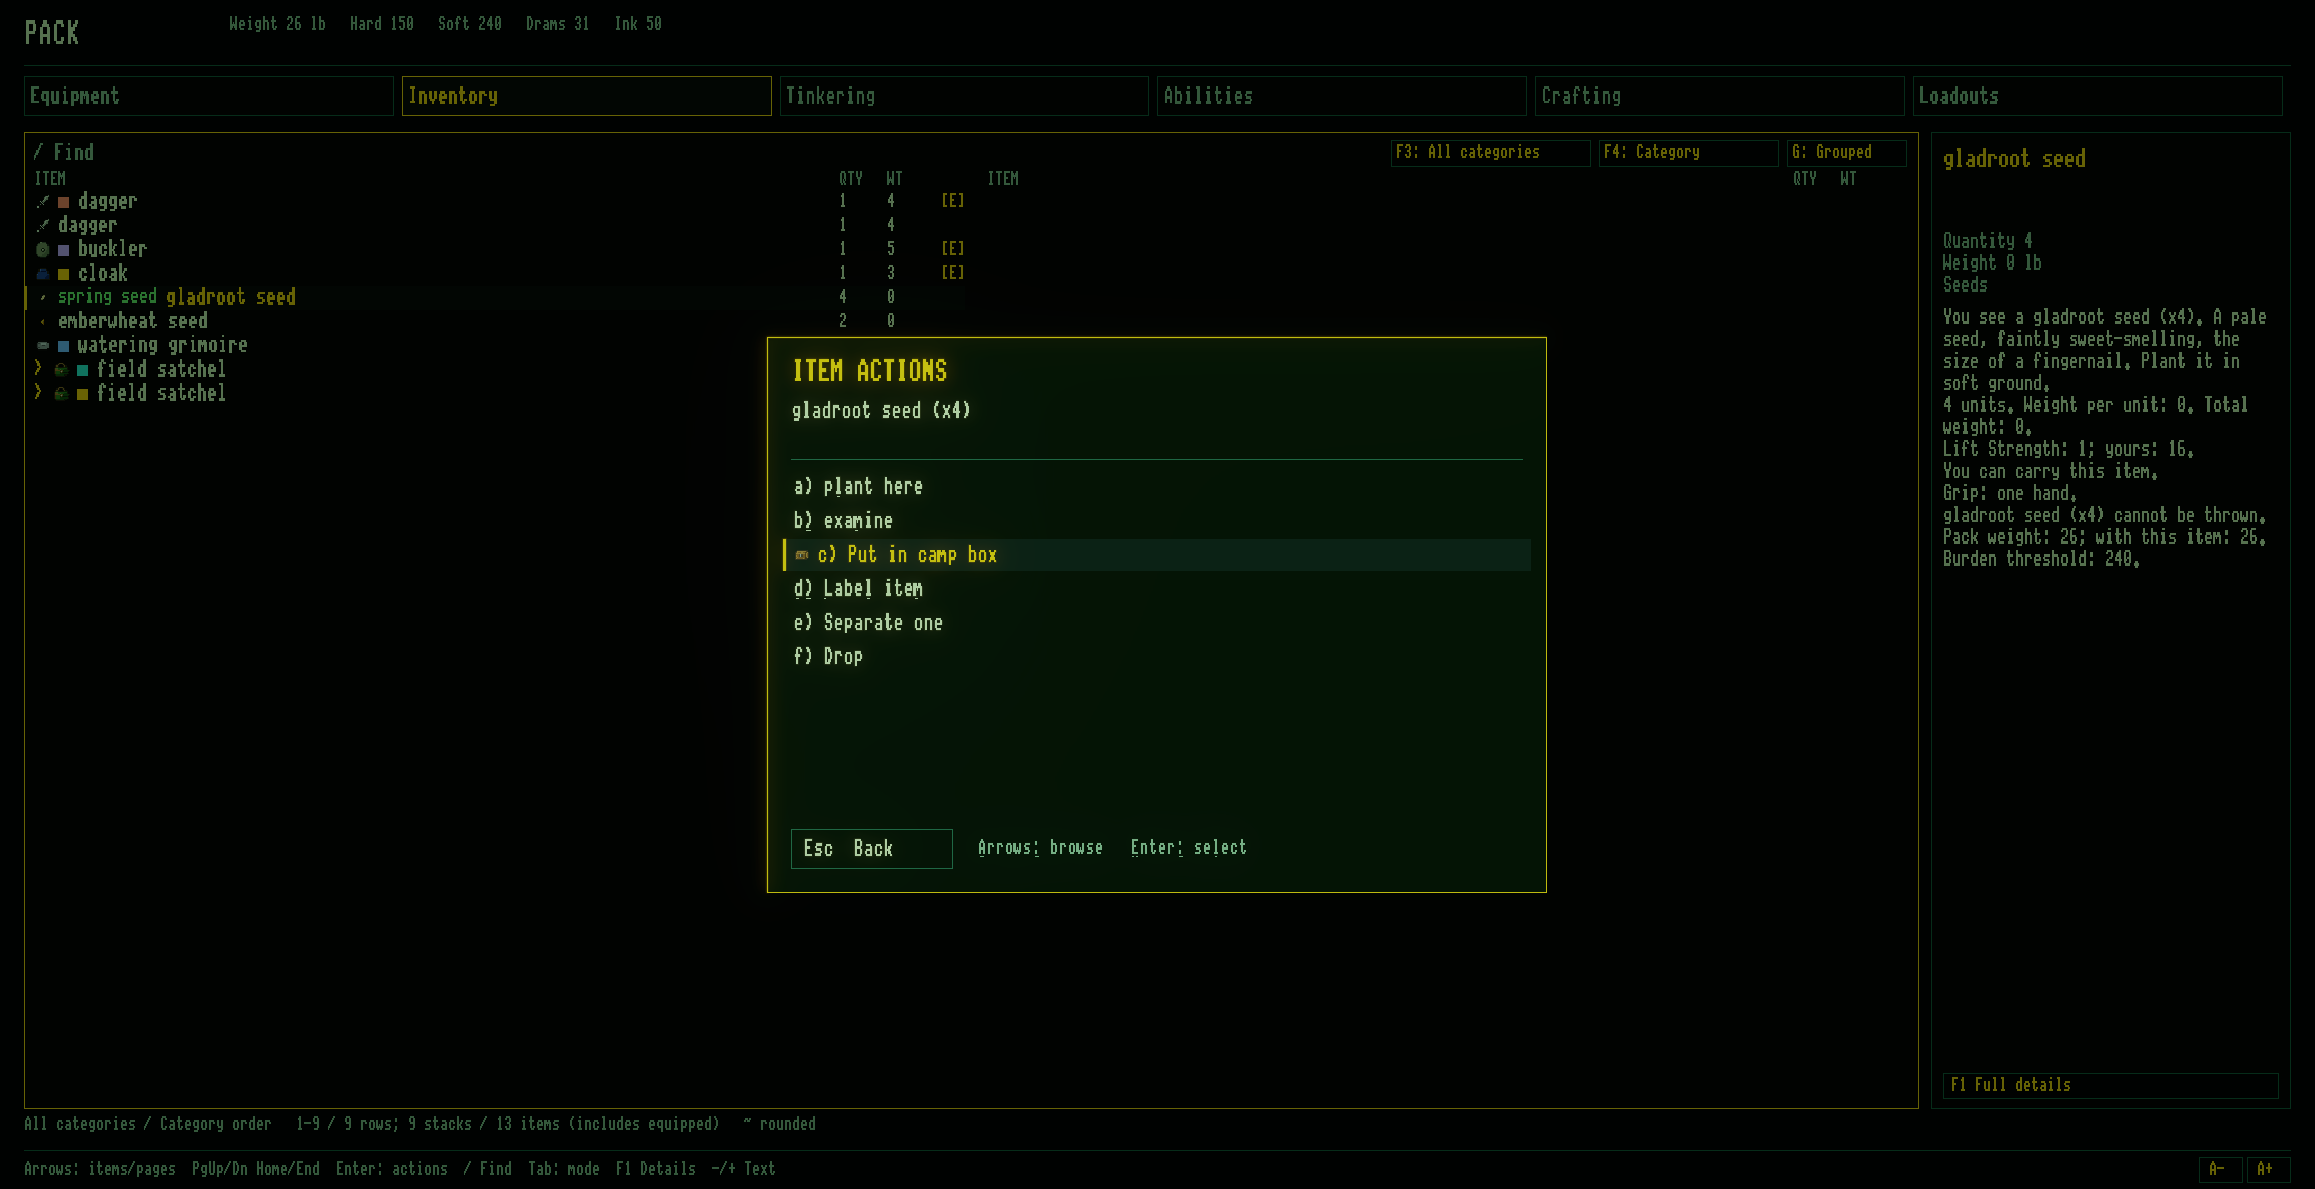 PACK
Weight 26 lb Hard 150 Soft 240 Drams 31 Ink 50
Equipment Inventory Tinkering Abilities Crafting Loadouts
/ Find F3: All categories F4: Category G: Grouped
ITEM QTY WT ITEM QTY WT
dagger 1 4 [E]
dagger 1 4
buckler 1 5 [E]
cloak 1 3 [E]
spring seed gladroot seed 4 0
emberwheat seed 2 0
watering grimoire
> field satchel
> field satchel
ITEM ACTIONS
gladroot seed (x4)
a) plant here
b) examine
c) Put in camp box
d) Label item
e) Separate one
f) Drop
Esc Back Arrows: browse Enter: select
gladroot seed
Quantity 4
Weight 0 lb
Seeds
You see a gladroot seed (x4). A pale
seed, faintly sweet-smelling, the
size of a fingernail. Plant it in
soft ground.
4 units. Weight per unit: 0. Total
weight: 0.
Lift Strength: 1; yours: 16.
You can carry this item.
Grip: one hand.
gladroot seed (x4) cannot be thrown.
Pack weight: 26; with this item: 26.
Burden threshold: 240.
F1 Full details
All categories / Category order 1-9 / 9 rows; 9 stacks / 13 items (includes equipped) ~ rounded
Arrows: items/pages PgUp/Dn Home/End Enter: actions / Find Tab: mode F1 Details -/+ Text A- A+